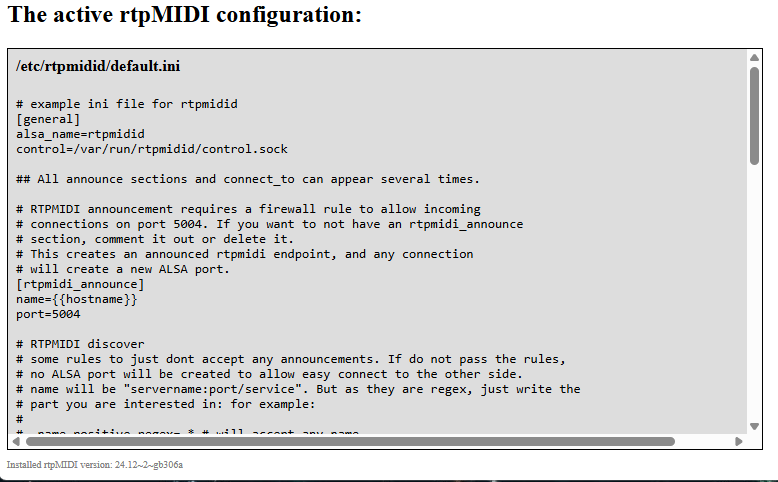 The active rtpMIDI configuration:
/etc/rtpmidid/default.ini
# example ini file for rtpmidid
[general]
alsa_name=rtpmidid
control=/var/run/rtpmidid/control.sock
## All announce sections and connect_to can appear several times.
# RTPMIDI announcement requires a firewall rule to allow incoming
# connections on port 5004. If you want to not have an rtpmidi_announce
# section, comment it out or delete it.
# This creates an announced rtpmidi endpoint, and any connection
# will create a new ALSA port.
[rtpmidi_announce]
name={{hostname}}
port=5004
# RTPMIDI discover
# some rules to just dont accept any announcements. If do not pass the rules,
# no ALSA port will be created to allow easy connect to the other side.
# name will be "servername:port/service". But as they are regex, just write the
# part you are interested in: for example:
#
#   name_positive_regex=.* # will accept any name
Installed rtpMIDI version: 24.12~2~gb306a